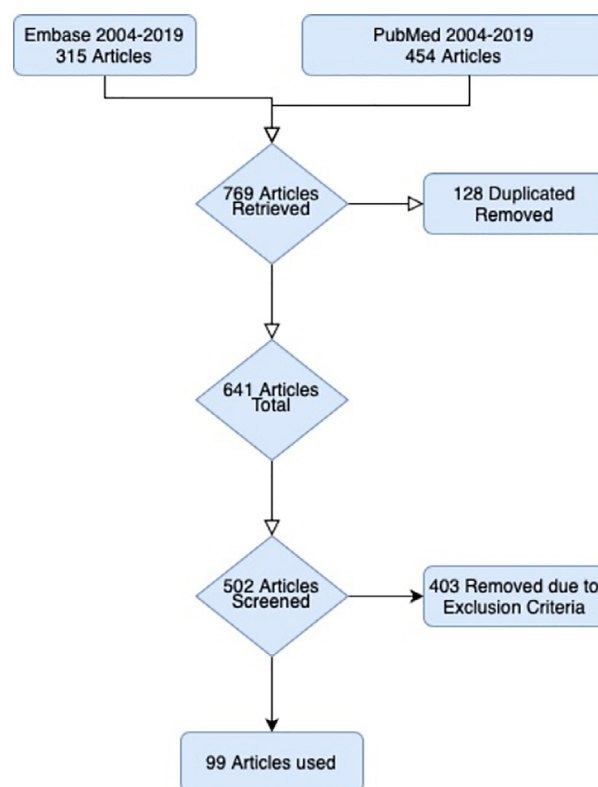 Embase 2004-2019
315 Articles
PubMed 2004-2019
454 Articles
769 Articles
Retrieved
128 Duplicated
Removed
641 Articles
Total
502 Articles
Screened
403 Removed due to
Exclusion Criteria
99 Articles used